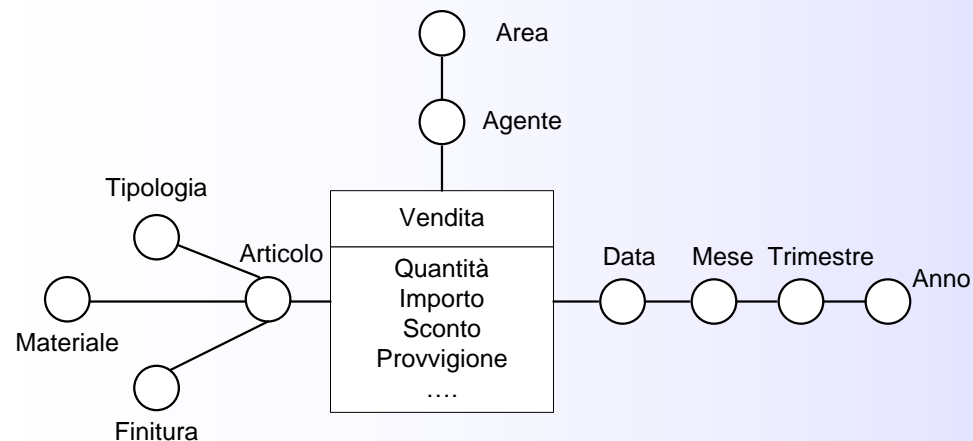 Area
Agente
Tipologia
Vendita
Articolo
Data Mese Trimestre
Anno
Quantità
Importo
Sconto
Provvigione
....
Materiale
Finitura